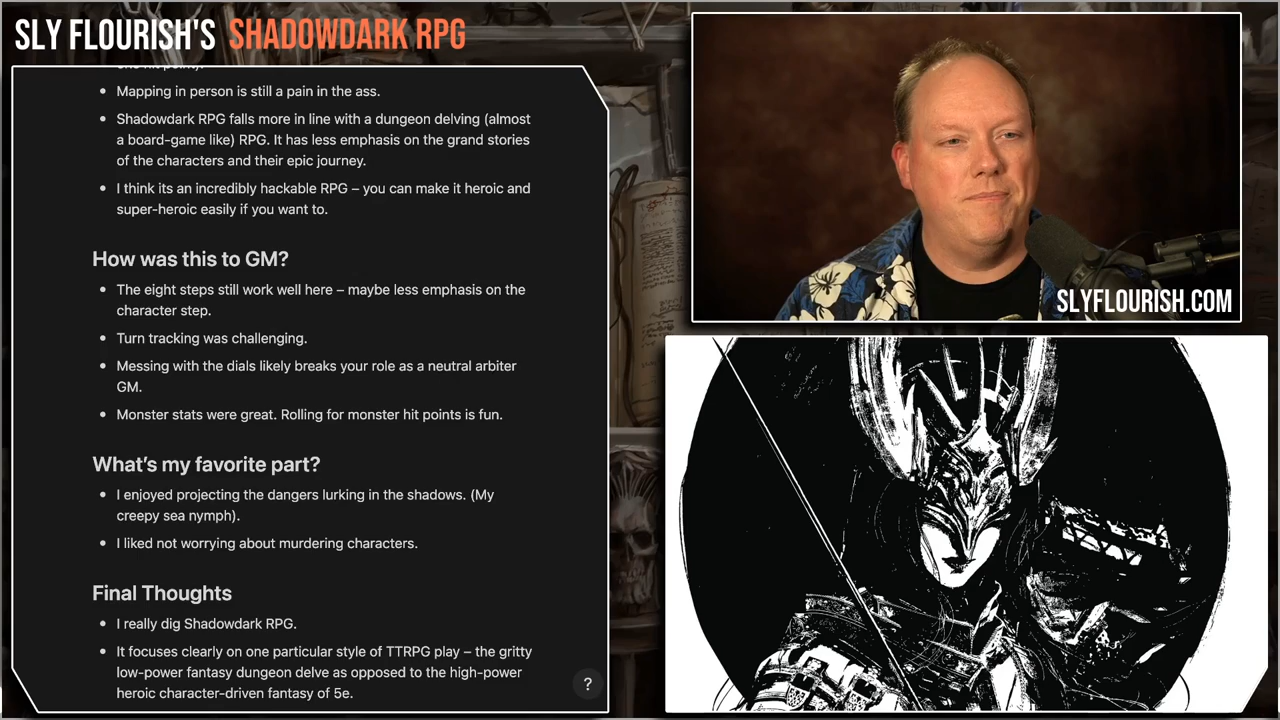 SLY FLOURISH'S SHADOWDARK RPG
• Mapping in person is still a pain in the ass.
• Shadowdark RPG falls more in line with a dungeon delving (almost
a board-game like) RPG. It has less emphasis on the grand stories
of the characters and their epic journey.
• I think its an incredibly hackable RPG – you can make it heroic and
super-heroic easily if you want to.
How was this to GM?
• The eight steps still work well here – maybe less emphasis on the
character step.
• Turn tracking was challenging.
• Messing with the dials likely breaks your role as a neutral arbiter
GM.
• Monster stats were great. Rolling for monster hit points is fun.
What's my favorite part?
• I enjoyed projecting the dangers lurking in the shadows. (My
creepy sea nymph).
• I liked not worrying about murdering characters.
Final Thoughts
• I really dig Shadowdark RPG.
• It focuses clearly on one particular style of TTRPG play – the gritty
low-power fantasy dungeon delve as opposed to the high-power
heroic character-driven fantasy of 5e.
?
SLYFLOURISH.COM